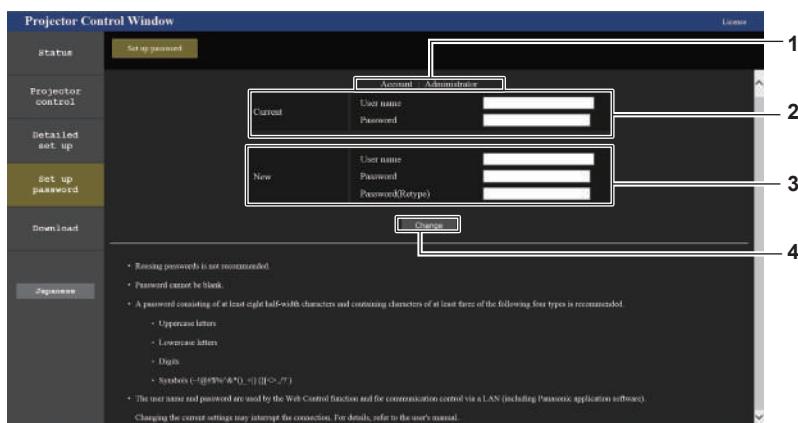 Projector Control Window
License
1
Status
Set up password
Account : Administrator
Projector
control
Current
User name
Password
2
Detailed
set up
New
User name
Password
Password(Retype)
3
Set up
password
Change
4
Download
Japanese
• Reusing passwords is not recommended.
• Password cannot be blank.
• A password consisting of at least eight half-width characters and containing characters of at least three of the following four types is recommended.
• Uppercase letters
• Lowercase letters
• Digits
• Symbols
• The user name and password are used by the Web Control function and for communication control via a LAN (including Panasonic application software).
Changing the current settings may interrupt the connection. For details, refer to the user's manual.